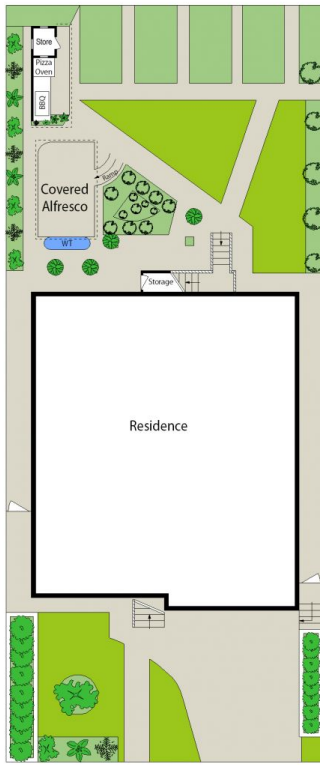 Store
Pizza
Oven
BBQ
Ramp
Covered
Alfresco
WT
Storage
Residence